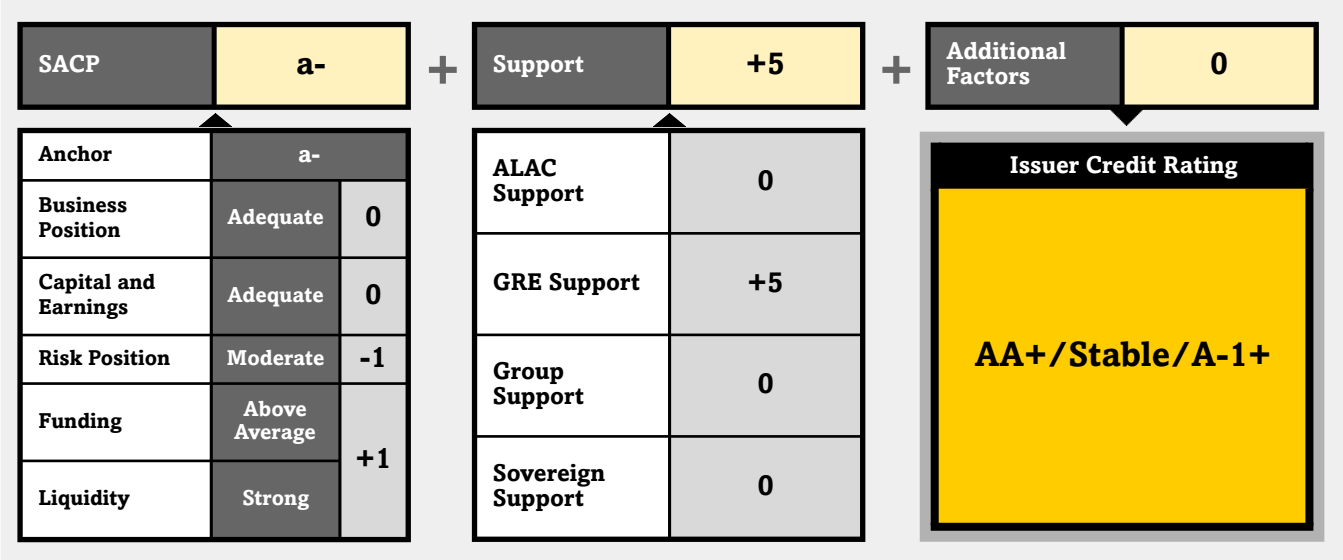 SACP
a-
+
Support
+5
+
Additional
Factors
0
Anchor
a-
Business
Position
Adequate
0
Capital and
Earnings
Adequate
0
Risk Position
Moderate
-1
Funding
Above
Average
+1
Liquidity
Strong
ALAC
Support
0
GRE Support
+5
Group
Support
0
Sovereign
Support
0
Issuer Credit Rating
AA+/Stable/A-1+